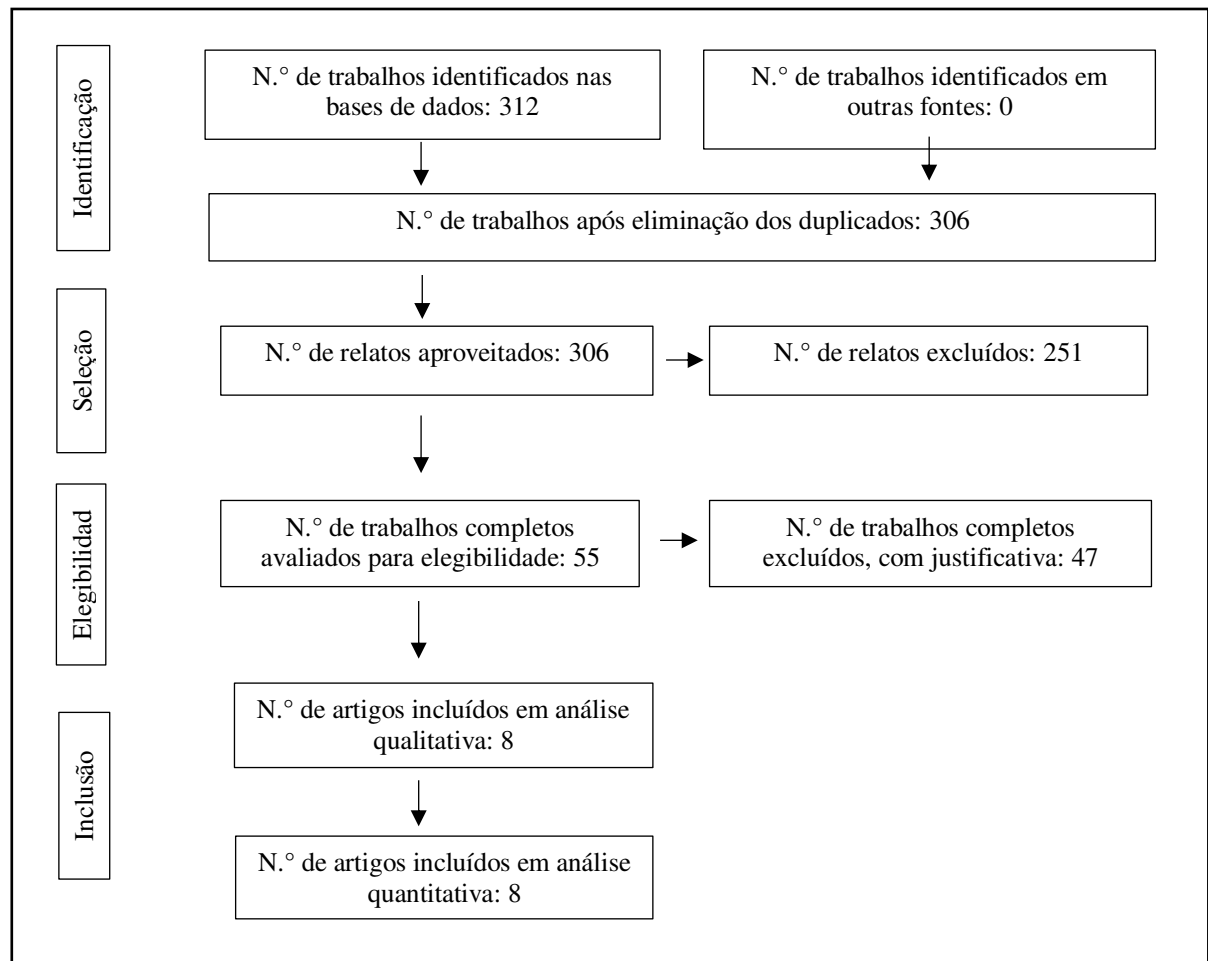 Identificação
N.° de trabalhos identificados nas
bases de dados: 312
N.° de trabalhos identificados em
outras fontes: 0
N.° de trabalhos após eliminação dos duplicados: 306
Seleção
N.° de relatos aproveitados: 306
N.° de relatos excluídos: 251
Elegibilidad
N.° de trabalhos completos
avaliados para elegibilidade: 55
N.° de trabalhos completos
excluídos, com justificativa: 47
Inclusão
N.° de artigos incluídos em análise
qualitativa: 8
N.° de artigos incluídos em análise
quantitativa: 8